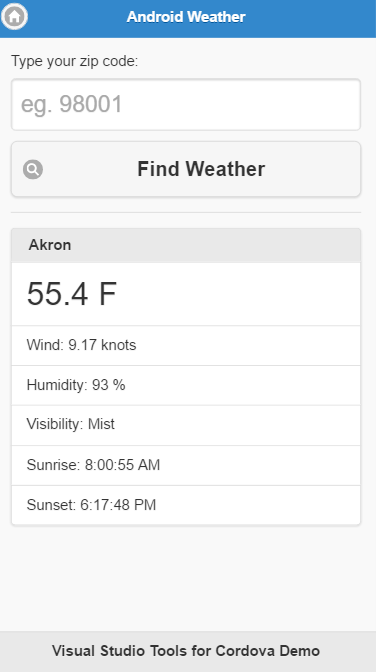 Android Weather
Type your zip code:
eg. 98001
Find Weather
Akron
55.4 F
Wind: 9.17 knots
Humidity: 93 %
Visibility: Mist
Sunrise: 8:00:55 AM
Sunset: 6:17:48 PM
Visual Studio Tools for Cordova Demo